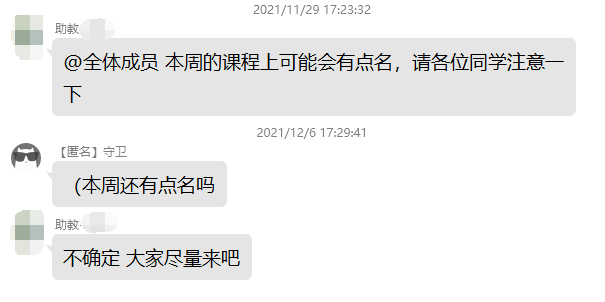 2021/11/29 17:23:32
助教
@全体成员 本周的课程上可能会有点名，请各位同学注意一
下
2021/12/6 17:29:41
【匿名】守卫
（本周还有点名吗
助教
不确定 大家尽量来吧